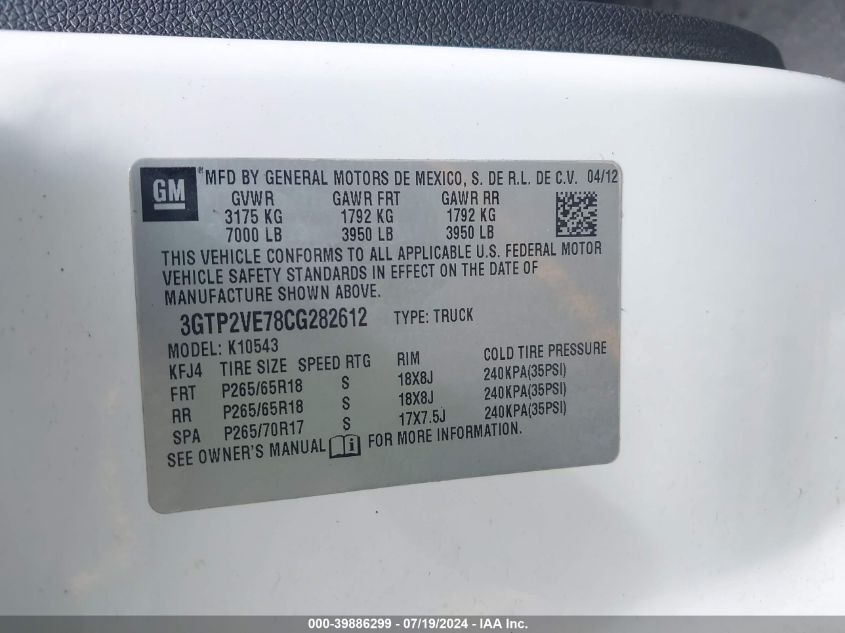 GM
® MFD BY GENERAL MOTORS DE MEXICO, S. DE R.L. DE C.V. 04/12
GVWR GAWR FRT GAWR RR
3175 KG 1792 KG 1792 KG
7000 LB 3950 LB 3950 LB
THIS VEHICLE CONFORMS TO ALL APPLICABLE U.S. FEDERAL MOTOR
VEHICLE SAFETY STANDARDS IN EFFECT ON THE DATE OF
MANUFACTURE SHOWN ABOVE.
3GTP2VE78CG282612 TYPE: TRUCK
MODEL: K10543
KFJ4 TIRE SIZE SPEED RTG RIM COLD TIRE PRESSURE
FRT P265/65R18 S 18X8J 240KPA(35PSI)
RR P265/65R18 S 18X8J 240KPA(35PSI)
SPA P265/70R17 S 17X7.5J 240KPA(35PSI)
SEE OWNER'S MANUAL i FOR MORE INFORMATION.
000-39886299 - 07/19/2024 - IAA Inc.